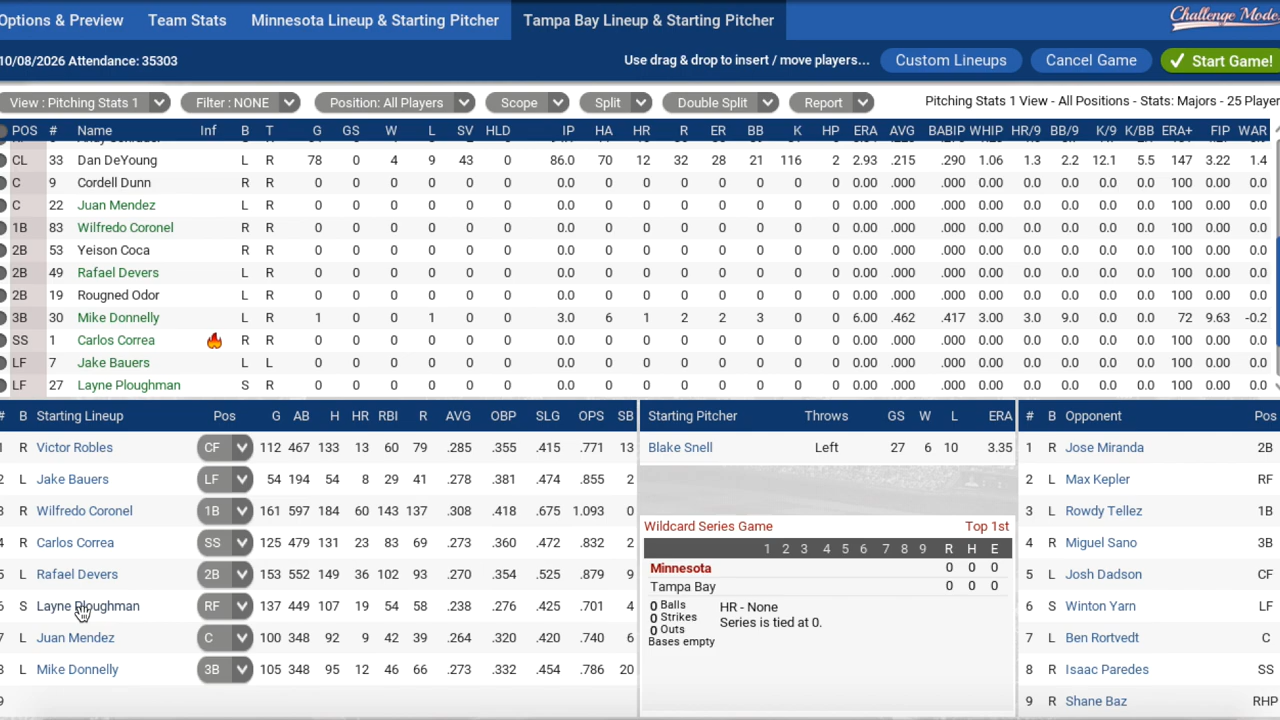 Options & Preview Team Stats Minnesota Lineup & Starting Pitcher Tampa Bay Lineup & Starting Pitcher Challenge Mode
10/08/2026 Attendance: 35303 Use drag & drop to insert / move players... Custom Lineups Cancel Game Start Game!
View : Pitching Stats 1 Filter : NONE Position: All Players Scope Split Double Split Report Pitching Stats 1 View - All Positions - Stats: Majors - 25 Player
POS # Name Inf B T G GS W L SV HLD IP HA HR R ER BB K HP ERA AVG BABIP WHIP HR/9 BB/9 K/9 K/BB ERA+ FIP WAR
CL 33 Dan DeYoung L R 78 0 4 9 43 0 86.0 70 12 32 28 21 116 2 2.93 .215 .290 1.06 1.3 2.2 12.1 5.5 147 3.22 1.4
C 9 Cordell Dunn R R 0 0 0 0 0 0 0.0 0 0 0 0 0 0 0 0.00 .000 .000 0.00 0.0 0.0 0.0 0.0 100 0.00 0.0
C 22 Juan Mendez L R 0 0 0 0 0 0 0.0 0 0 0 0 0 0 0 0.00 .000 .000 0.00 0.0 0.0 0.0 0.0 100 0.00 0.0
1B 83 Wilfredo Coronel R R 0 0 0 0 0 0 0.0 0 0 0 0 0 0 0 0.00 .000 .000 0.00 0.0 0.0 0.0 0.0 100 0.00 0.0
2B 53 Yeison Coca R R 0 0 0 0 0 0 0.0 0 0 0 0 0 0 0 0.00 .000 .000 0.00 0.0 0.0 0.0 0.0 100 0.00 0.0
2B 49 Rafael Devers L R 0 0 0 0 0 0 0.0 0 0 0 0 0 0 0 0.00 .000 .000 0.00 0.0 0.0 0.0 0.0 100 0.00 0.0
2B 19 Rougned Odor L R 0 0 0 0 0 0 0.0 0 0 0 0 0 0 0 0.00 .000 .000 0.00 0.0 0.0 0.0 0.0 100 0.00 0.0
3B 30 Mike Donnelly L R 1 0 0 1 0 0 3.0 6 1 2 2 3 0 0 6.00 .462 .417 3.00 3.0 9.0 0.0 0.0 72 9.63 -0.2
SS 1 Carlos Correa R R 0 0 0 0 0 0 0.0 0 0 0 0 0 0 0 0.00 .000 .000 0.00 0.0 0.0 0.0 0.0 100 0.00 0.0
LF 7 Jake Bauers L L 0 0 0 0 0 0 0.0 0 0 0 0 0 0 0 0.00 .000 .000 0.00 0.0 0.0 0.0 0.0 100 0.00 0.0
LF 27 Layne Ploughman S R 0 0 0 0 0 0 0.0 0 0 0 0 0 0 0 0.00 .000 .000 0.00 0.0 0.0 0.0 0.0 100 0.00 0.0
# B Starting Lineup Pos G AB H HR RBI R AVG OBP SLG OPS SB
1 R Victor Robles CF 112 467 133 13 60 79 .285 .355 .415 .771 13
2 L Jake Bauers LF 54 194 54 8 29 41 .278 .381 .474 .855 2
3 R Wilfredo Coronel 1B 161 597 184 60 143 137 .308 .418 .675 1.093 0
4 R Carlos Correa SS 125 479 131 23 83 69 .273 .360 .472 .832 2
5 L Rafael Devers 2B 153 552 149 36 102 93 .270 .354 .525 .879 9
6 S Layne Ploughman RF 137 449 107 19 54 58 .238 .276 .425 .701 4
7 L Juan Mendez C 100 348 92 9 42 39 .264 .320 .420 .740 6
8 L Mike Donnelly 3B 105 348 95 12 46 66 .273 .332 .454 .786 20
9
Starting Pitcher Throws GS W L ERA
Blake Snell Left 27 6 10 3.35
Wildcard Series Game Top 1st
1 2 3 4 5 6 7 8 9 R H E
Minnesota 0 0 0
Tampa Bay 0 0 0
0 Balls
0 Strikes
0 Outs
Bases empty
HR - None
Series is tied at 0.
# B Opponent Pos
1 R Jose Miranda 2B
2 L Max Kepler RF
3 L Rowdy Tellez 1B
4 R Miguel Sano 3B
5 L Josh Dadson CF
6 S Winton Yarn LF
7 L Ben Rortvedt C
8 R Isaac Paredes SS
9 R Shane Baz RHP